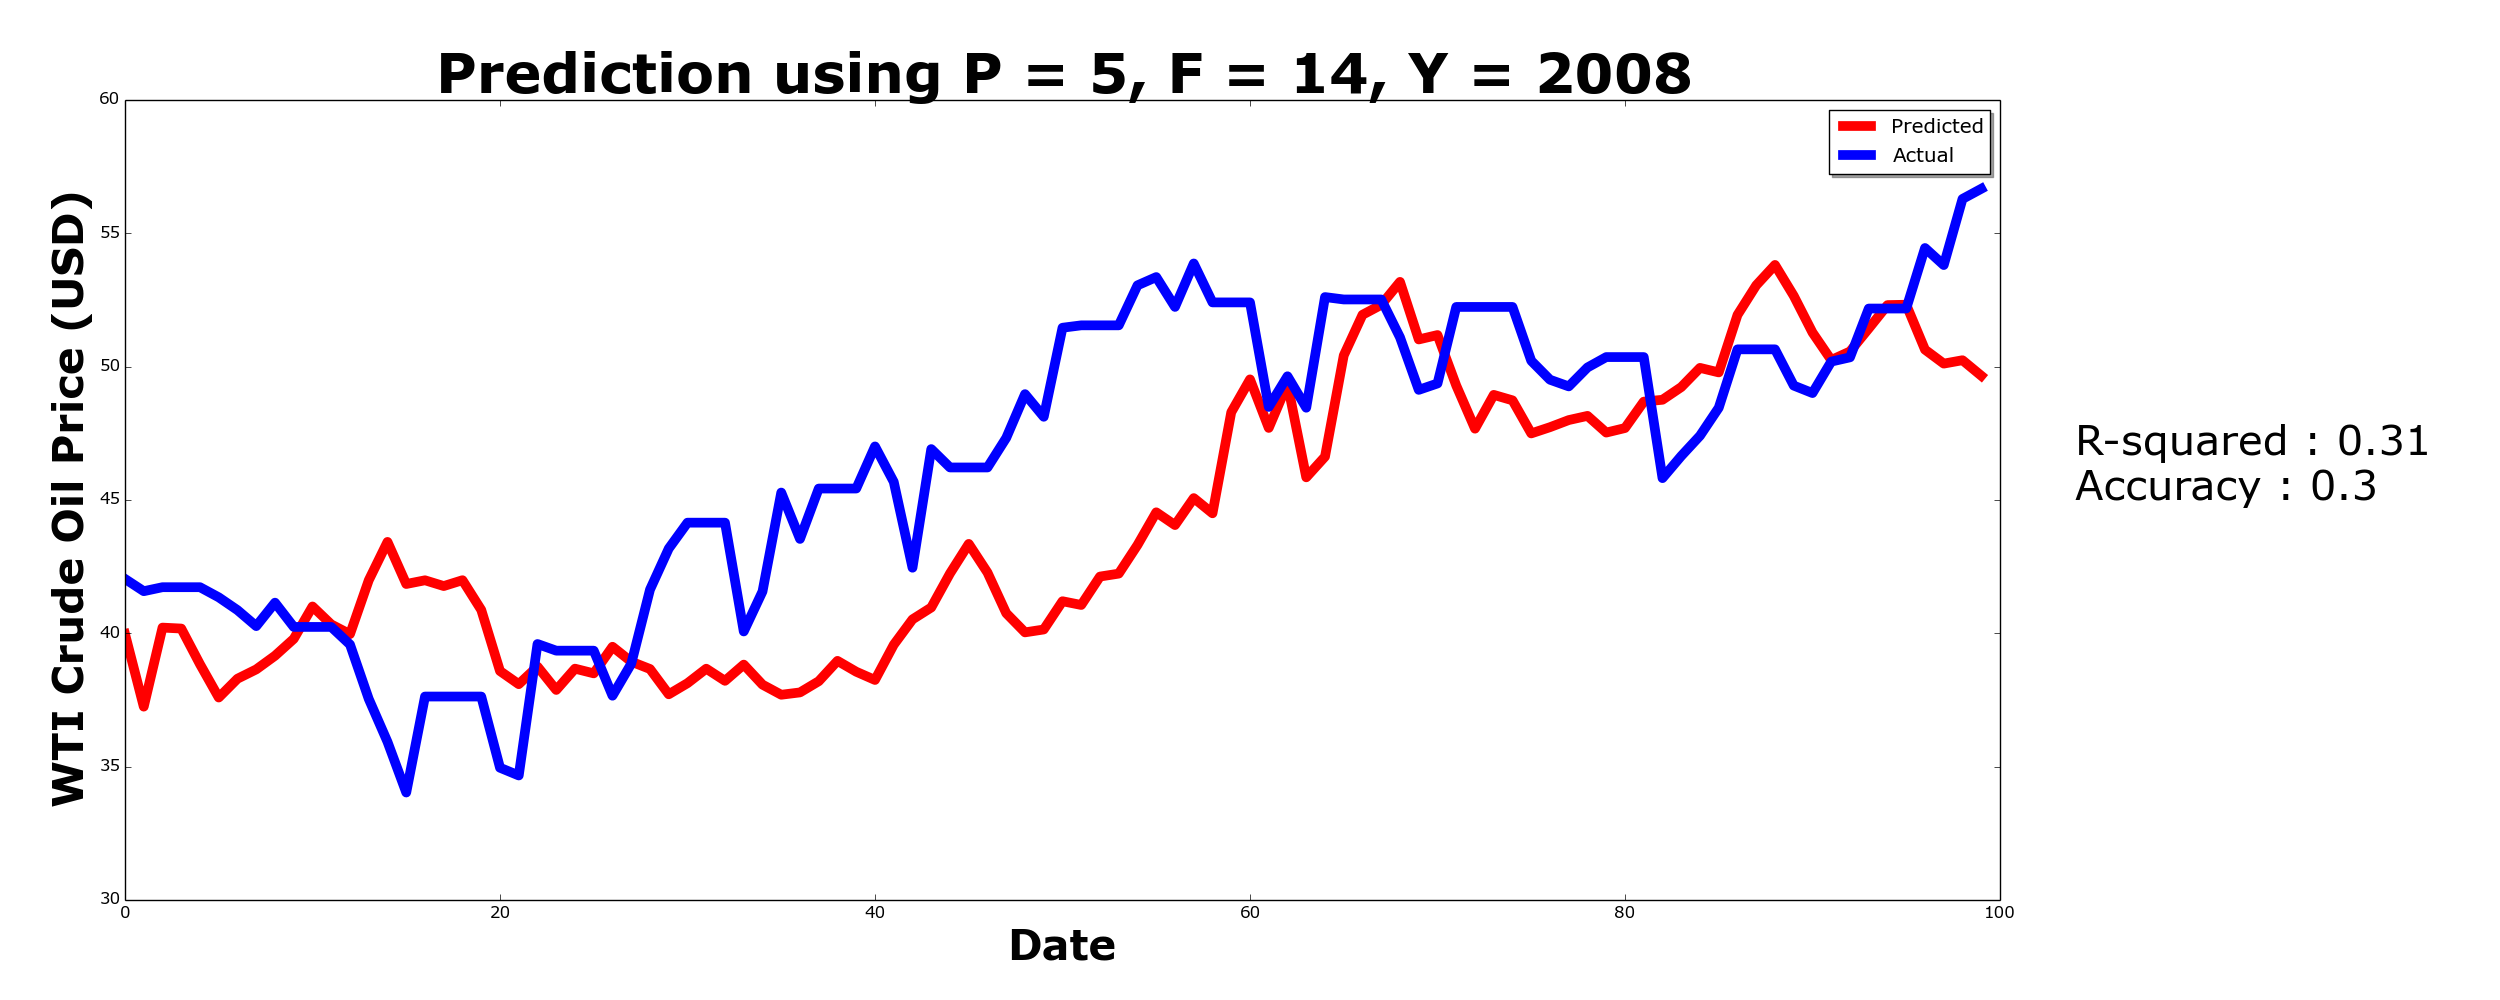 Prediction using P = 5, F = 14, Y = 2008
Predicted
Actual
WTI Crude Oil Price (USD)
60
55
50
45
40
35
30
0
20
40
60
80
100
Date
R-squared : 0.31
Accuracy : 0.3